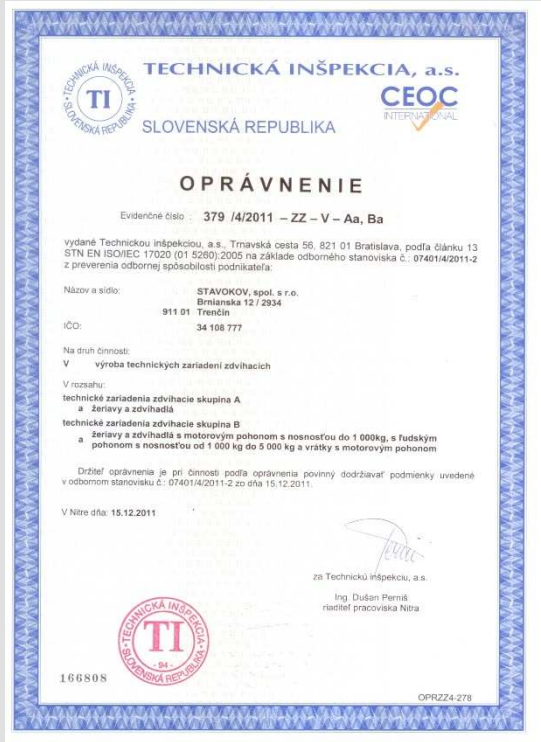 TECHNICKÁ INŠPEKCIA, a.s.
TECHNICKÁ INŠPEKCIA
TI
SLOVENSKÁ REPUBLIKA
CEOC
INTERNATIONAL
SLOVENSKÁ REPUBLIKA
OPRÁVNENIE
Evidenčné číslo : 379 /4/2011 – ZZ – V – Aa, Ba
vydané Technickou inšpekciou, a.s., Trnavská cesta 56, 821 01 Bratislava, podľa článku 13
STN EN ISO/IEC 17020 (01 5260):2005 na základe odborného stanoviska č.: 07401/4/2011-2
z preverenia odbornej spôsobilosti podnikateľa:
Názov a sídlo: STAVOKOV, spol. s r.o.
Brnianska 12 / 2934
911 01 Trenčín
IČO: 34 108 777
Na druh činnosti:
V výroba technických zariadení zdvíhacích
V rozsahu:
technické zariadenia zdvíhacie skupina A
a žeriavy a zdvíhadlá
technické zariadenia zdvíhacie skupina B
a žeriavy a zdvíhadlá s motorovým pohonom s nosnosťou do 1 000kg, s ľudským
pohonom s nosnosťou od 1 000 kg do 5 000 kg a vrátky s motorovým pohonom
Držiteľ oprávnenia je pri činnosti podľa oprávnenia povinný dodržiavať podmienky uvedené
v odbornom stanovisku č.: 07401/4/2011-2 zo dňa 15.12.2011.
V Nitre dňa: 15.12.2011
za Technickú inšpekciu, a.s.
Ing. Dušan Perniš
riaditeľ pracoviska Nitra
TECHNICKÁ INŠPEKCIA
TI
- 94 -
SLOVENSKÁ REPUBLIKA
166808
OPRZZ4-278